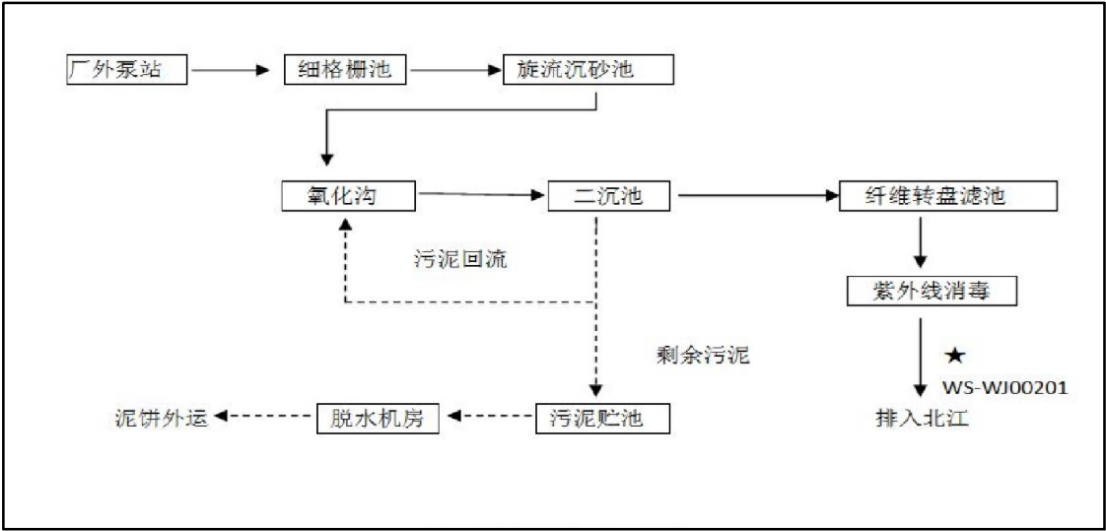 厂外泵站
细格栅池
旋流沉砂池
氧化沟
二沉池
纤维转盘滤池
污泥回流
紫外线消毒
剩余污泥
★
WS-WJ00201
泥饼外运
脱水机房
污泥贮池
排入北江